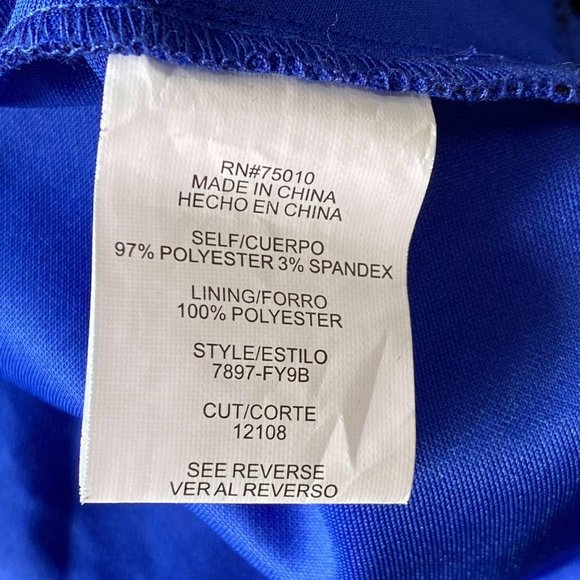 RN#75010
MADE IN CHINA
HECHO EN CHINA
SELF/CUERPO
97% POLYESTER 3% SPANDEX
LINING/FORRO
100% POLYESTER
STYLE/ESTILO
7897-FY9B
CUT/CORTE
12108
SEE REVERSE
VER AL REVERSO